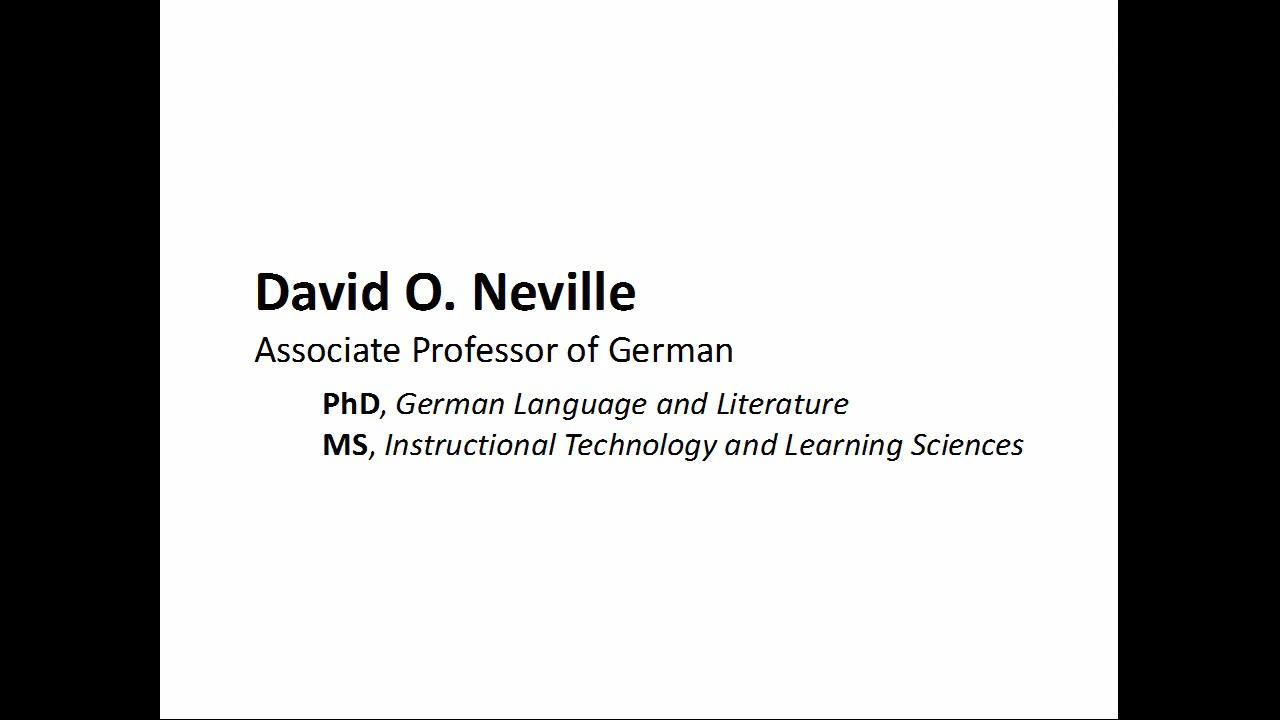 David O. Neville
Associate Professor of German
PhD, German Language and Literature
MS, Instructional Technology and Learning Sciences